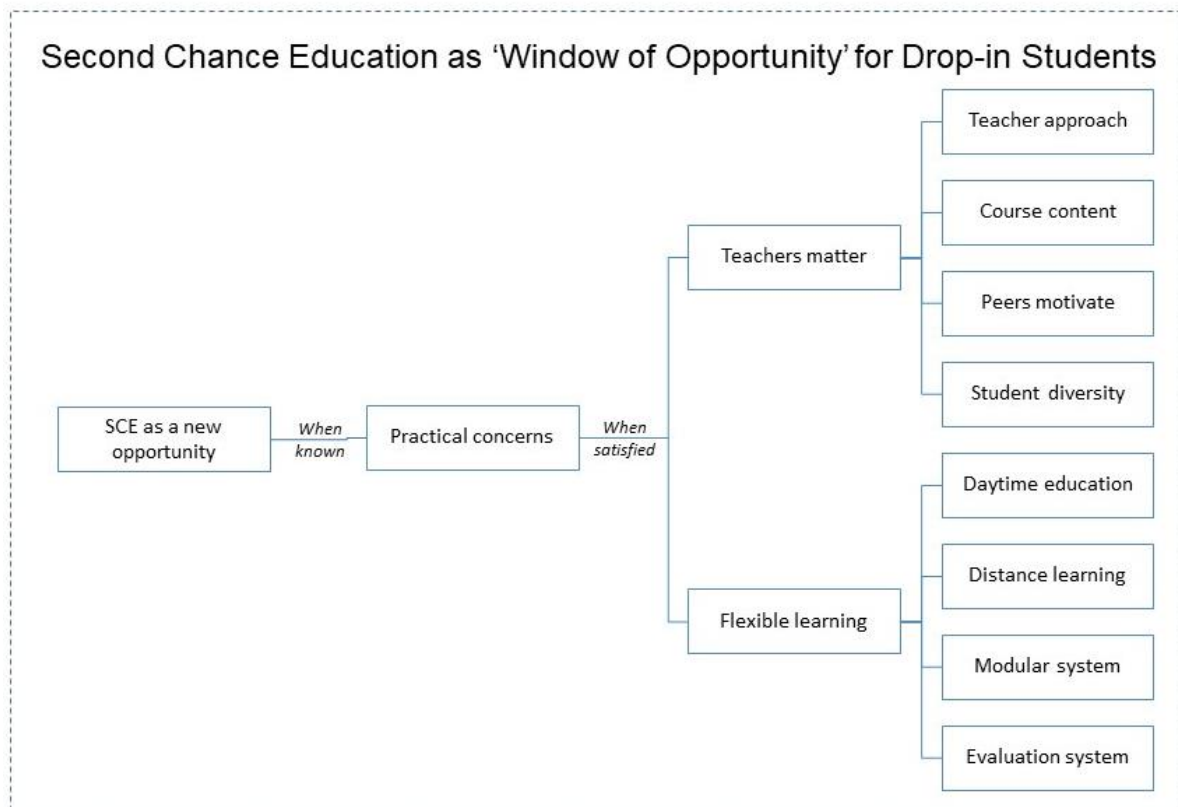 Second Chance Education as ‘Window of Opportunity’ for Drop-in Students
SCE as a new
opportunity
When
known
Practical concerns
When
satisfied
Teachers matter
Teacher approach
Course content
Peers motivate
Student diversity
Flexible learning
Daytime education
Distance learning
Modular system
Evaluation system